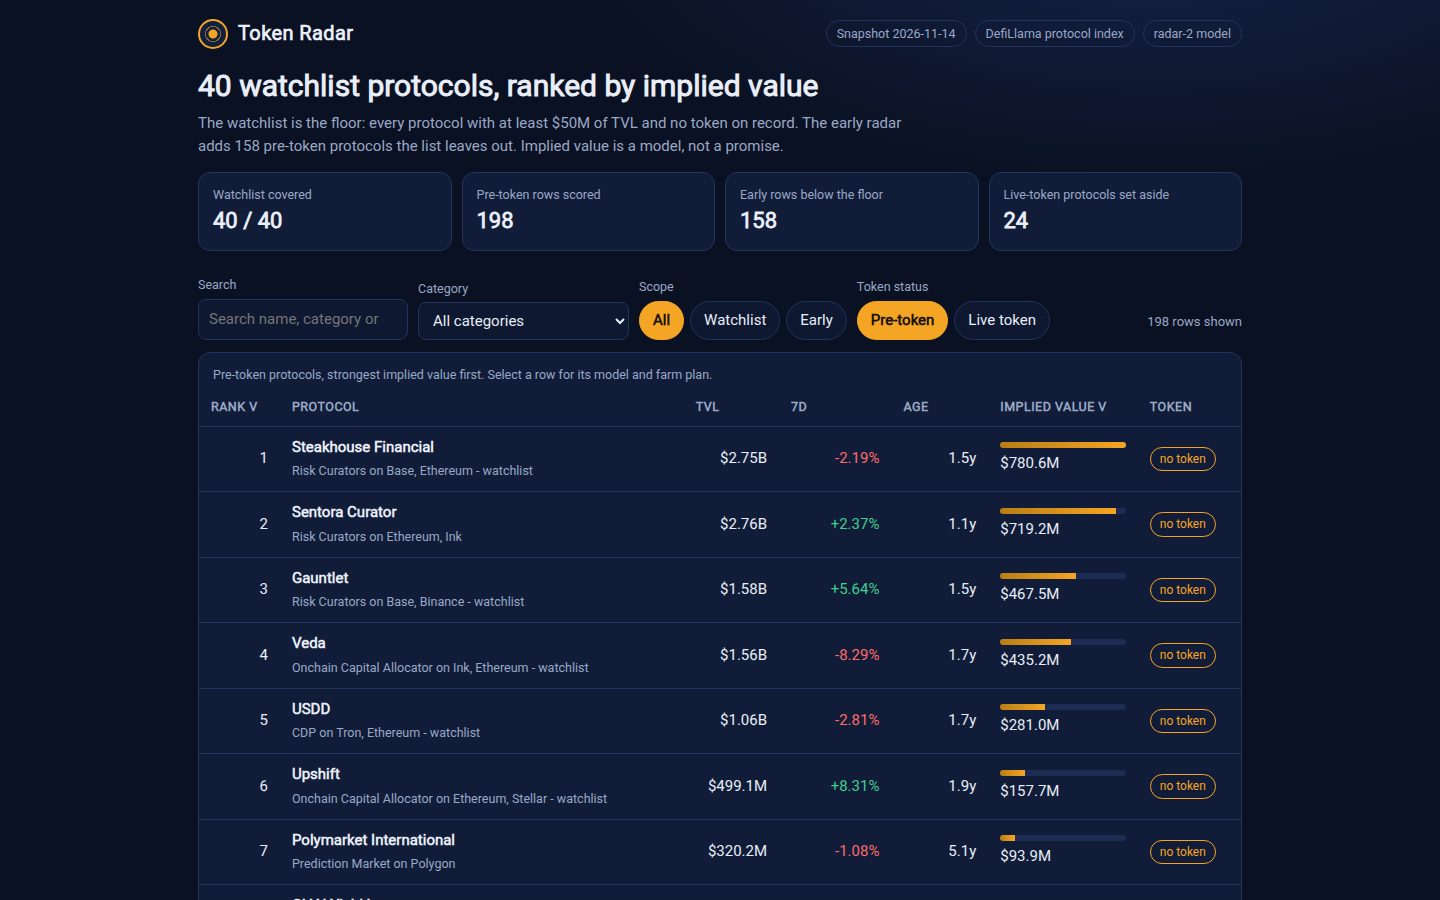 Token Radar
Snapshot 2026-11-14
DefiLlama protocol index
radar-2 model
40 watchlist protocols, ranked by implied value
The watchlist is the floor: every protocol with at least $50M of TVL and no token on record. The early radar
adds 158 pre-token protocols the list leaves out. Implied value is a model, not a promise.
Watchlist covered
40 / 40
Pre-token rows scored
198
Early rows below the floor
158
Live-token protocols set aside
24
Search
Search name, category or
Category
All categories
Scope
All Watchlist Early
Token status
Pre-token Live token
198 rows shown
Pre-token protocols, strongest implied value first. Select a row for its model and farm plan.
RANK V PROTOCOL TVL 7D AGE IMPLIED VALUE V TOKEN
1 Steakhouse Financial $2.75B -2.19% 1.5y $780.6M no token
Risk Curators on Base, Ethereum - watchlist
2 Sentora Curator $2.76B +2.37% 1.1y $719.2M no token
Risk Curators on Ethereum, Ink
3 Gauntlet $1.58B +5.64% 1.5y $467.5M no token
Risk Curators on Base, Binance - watchlist
4 Veda $1.56B -8.29% 1.7y $435.2M no token
Onchain Capital Allocator on Ink, Ethereum - watchlist
5 USDD $1.06B -2.81% 1.7y $281.0M no token
CDP on Tron, Ethereum - watchlist
6 Upshift $499.1M +8.31% 1.9y $157.7M no token
Onchain Capital Allocator on Ethereum, Stellar - watchlist
7 Polymarket International $320.2M -1.08% 5.1y $93.9M no token
Prediction Market on Polygon